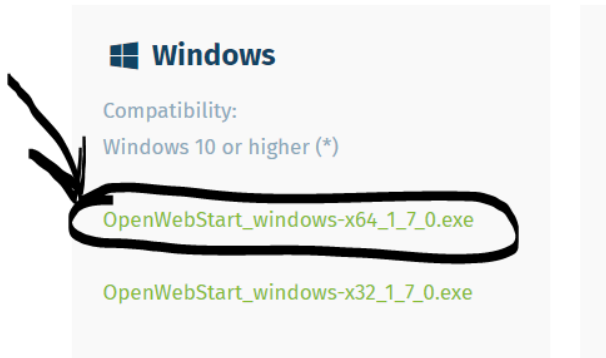 Windows
Compatibility:
Windows 10 or higher (*)
OpenWebStart_windows-x64_1_7_0.exe
OpenWebStart_windows-x32_1_7_0.exe